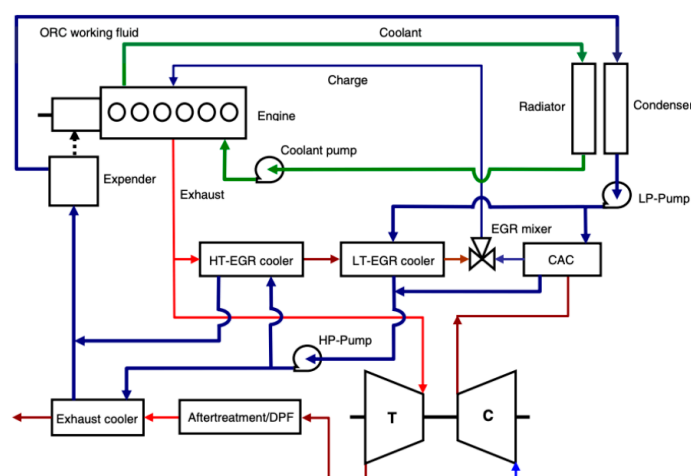 ORC working fluid
Coolant
Charge
Radiator
Condenser
Engine
Coolant pump
Expender
Exhaust
LP-Pump
EGR mixer
HT-EGR cooler
LT-EGR cooler
CAC
HP-Pump
Exhaust cooler
Aftertreatment/DPF
T
C